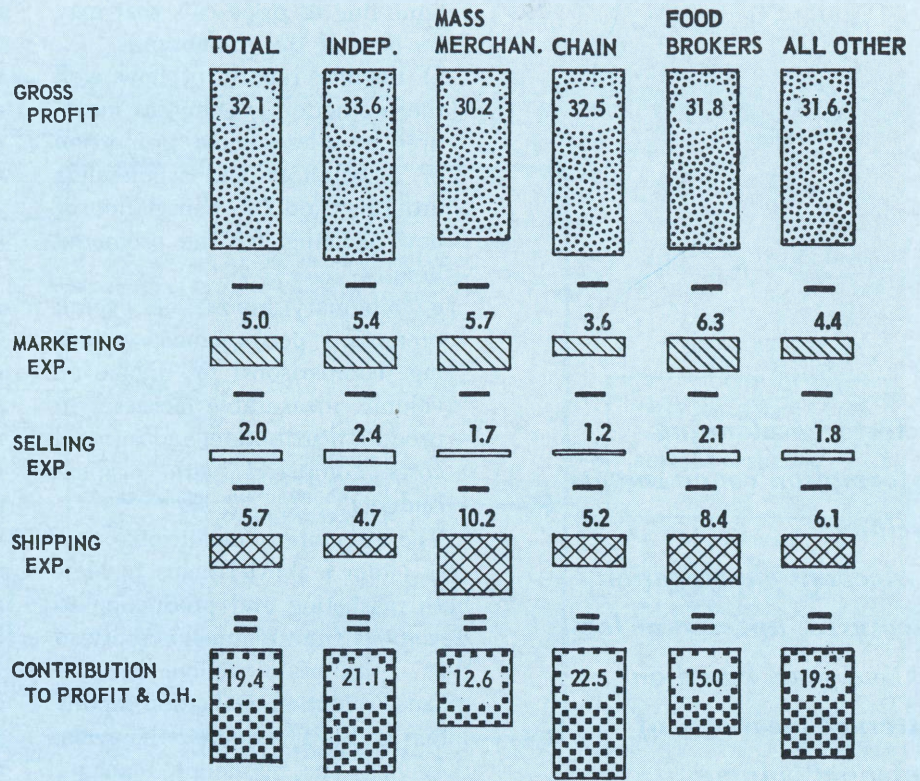 TOTAL INDEP. MASS MERCHAN. CHAIN FOOD BROKERS ALL OTHER
GROSS PROFIT
32.1 33.6 30.2 32.5 31.8 31.6
5.0 5.4 5.7 3.6 6.3 4.4
MARKETING EXP.
2.0 2.4 1.7 1.2 2.1 1.8
SELLING EXP.
5.7 4.7 10.2 5.2 8.4 6.1
SHIPPING EXP.
CONTRIBUTION TO PROFIT & O.H.
19.4 21.1 12.6 22.5 15.0 19.3